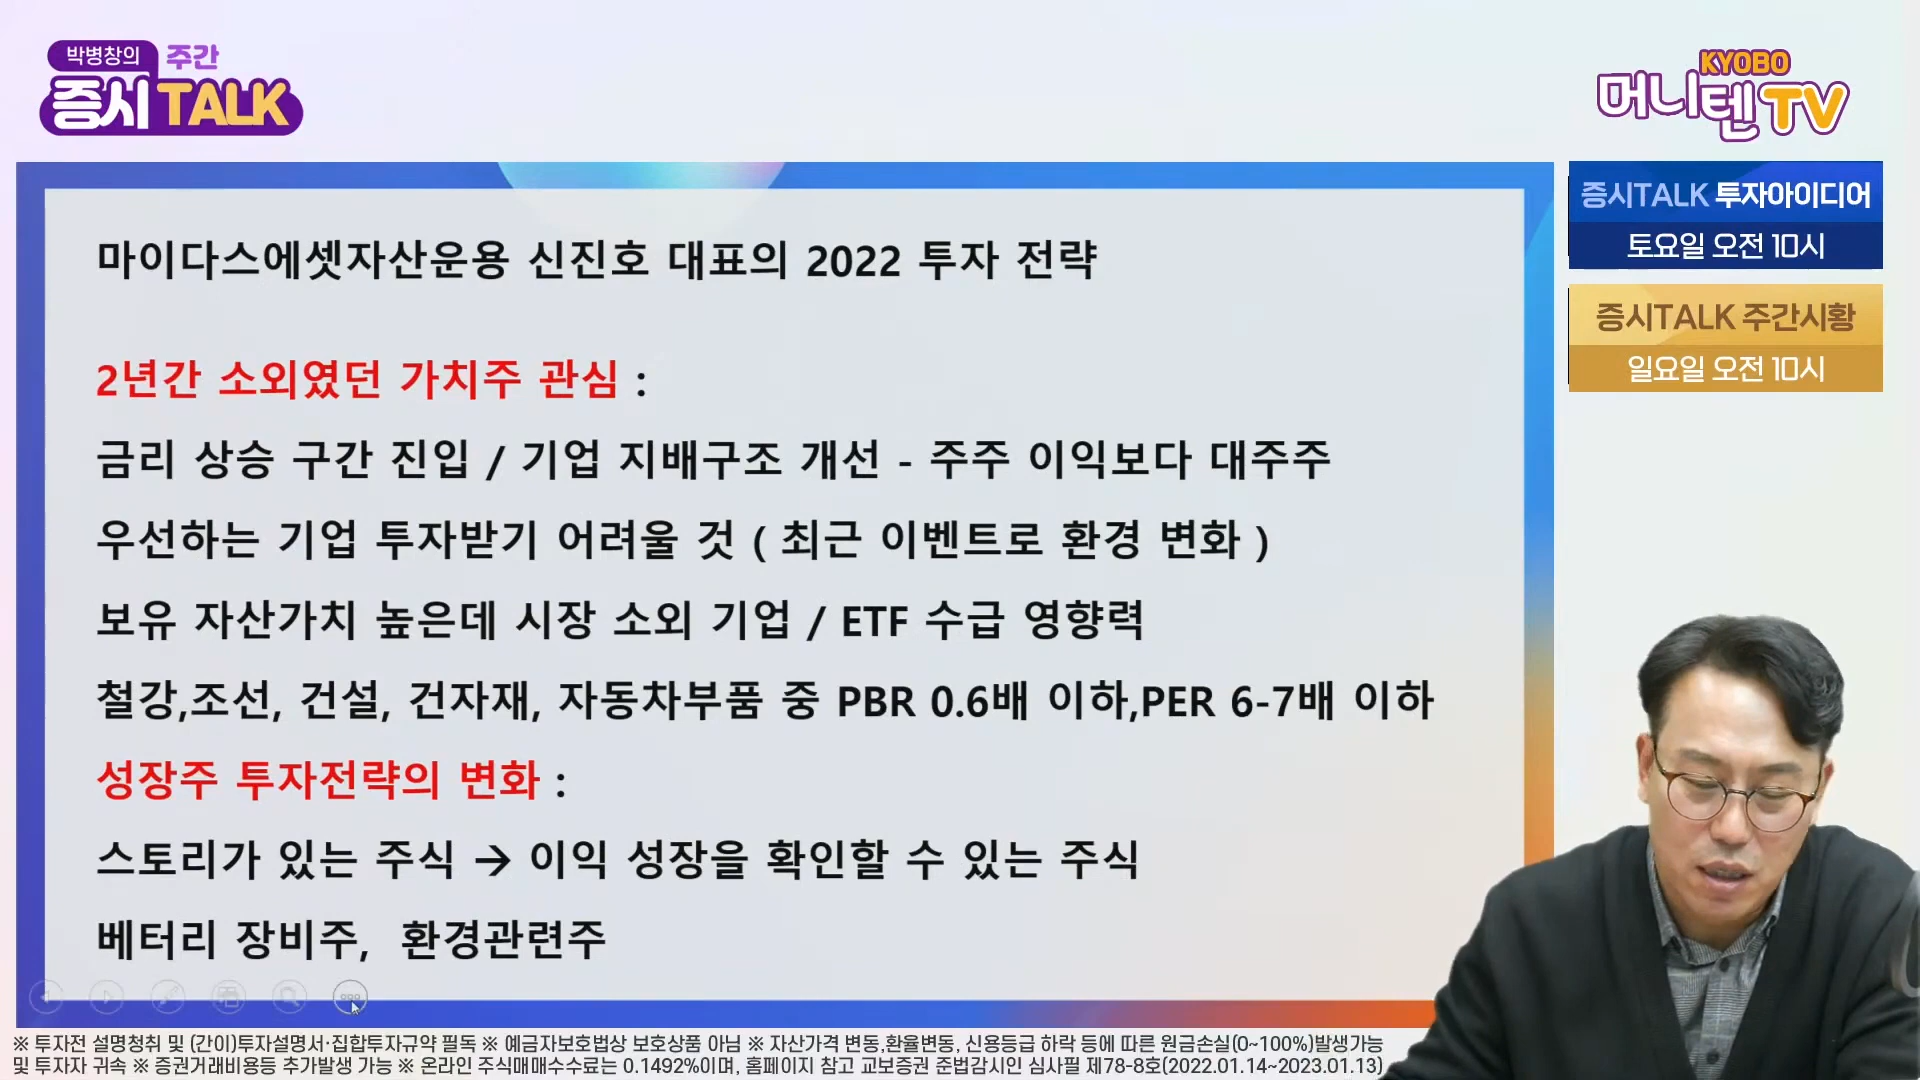 박병창의 주간
증시 TALK
KYOBO
머니텐 TV
증시TALK 투자아이디어
토요일 오전 10시
증시TALK 주간시황
일요일 오전 10시
마이다스에셋자산운용 신진호 대표의 2022 투자 전략
2년간 소외였던 가치주 관심 :
금리 상승 구간 진입 / 기업 지배구조 개선 - 주주 이익보다 대주주
우선하는 기업 투자받기 어려울 것 ( 최근 이벤트로 환경 변화 )
보유 자산가치 높은데 시장 소외 기업 / ETF 수급 영향력
철강,조선, 건설, 건자재, 자동차부품 중 PBR 0.6배 이하,PER 6-7배 이하
성장주 투자전략의 변화 :
스토리가 있는 주식 → 이익 성장을 확인할 수 있는 주식
베터리 장비주, 환경관련주
※ 투자전 설명청취 및 (간이)투자설명서·집합투자규약 필독 ※ 예금자보호법상 보호상품 아님 ※ 자산가격 변동,환율변동, 신용등급 하락 등에 따른 원금손실(0~100%)발생가능
및 투자자 귀속 ※ 증권거래비용등 추가발생 가능 ※ 온라인 주식매매수수료는 0.1492%이며, 홈페이지 참고 교보증권 준법감시인 심사필 제78-8호(2022.01.14~2023.01.13)